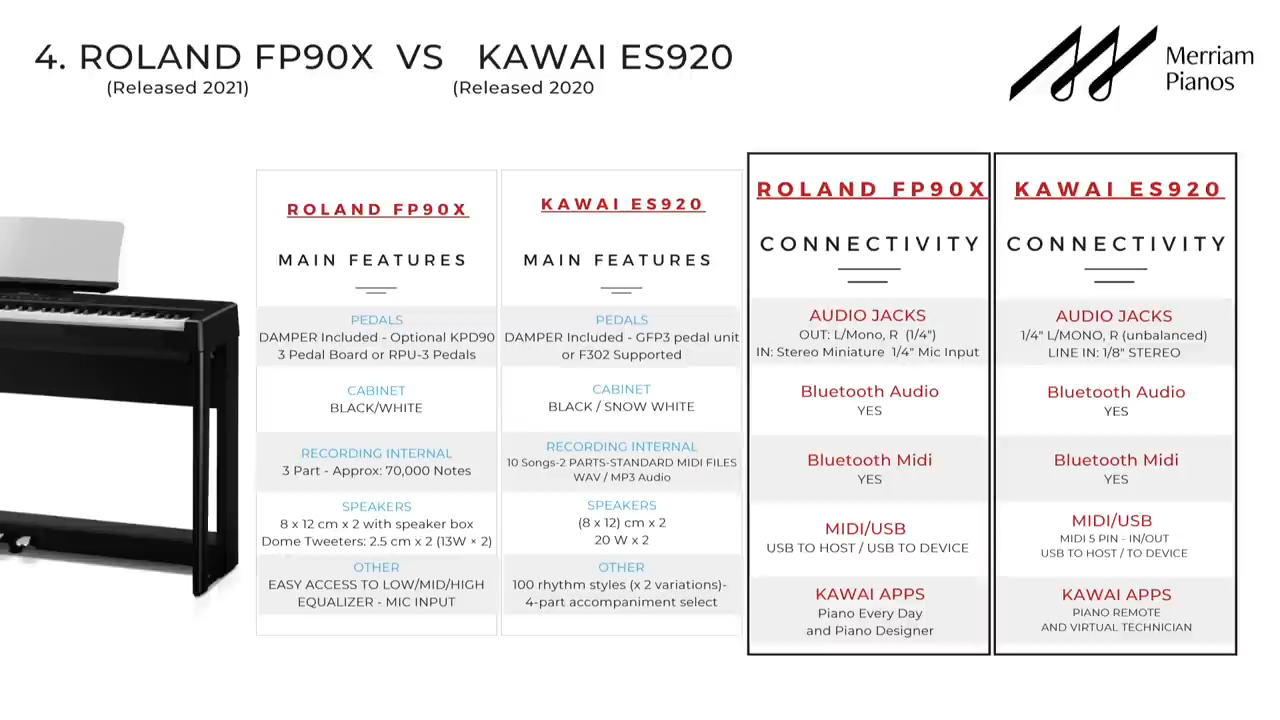 4. ROLAND FP90X VS KAWAI ES920
(Released 2021) (Released 2020
Merriam
Pianos
ROLAND FP90X
MAIN FEATURES
PEDALS
DAMPER Included - Optional KPD90
3 Pedal Board or RPU-3 Pedals
CABINET
BLACK/WHITE
RECORDING INTERNAL
3 Part - Approx: 70,000 Notes
SPEAKERS
8 x 12 cm x 2 with speaker box
Dome Tweeters: 2.5 cm x 2 (13W × 2)
OTHER
EASY ACCESS TO LOW/MID/HIGH
EQUALIZER - MIC INPUT
KAWAI ES920
MAIN FEATURES
PEDALS
DAMPER Included - GFP3 pedal unit
or F302 Supported
CABINET
BLACK / SNOW WHITE
RECORDING INTERNAL
10 Songs-2 PARTS-STANDARD MIDI FILES
WAV / MP3 Audio
SPEAKERS
(8 x 12) cm x 2
20 W x 2
OTHER
100 rhythm styles (x 2 variations)-
4-part accompaniment select
ROLAND FP90X
CONNECTIVITY
AUDIO JACKS
OUT: L/Mono, R (1/4")
IN: Stereo Miniature 1/4" Mic Input
Bluetooth Audio
YES
Bluetooth Midi
YES
MIDI/USB
USB TO HOST / USB TO DEVICE
KAWAI APPS
Piano Every Day
and Piano Designer
KAWAI ES920
CONNECTIVITY
AUDIO JACKS
1/4" L/MONO, R (unbalanced)
LINE IN: 1/8" STEREO
Bluetooth Audio
YES
Bluetooth Midi
YES
MIDI/USB
MIDI 5 PIN - IN/OUT
USB TO HOST / TO DEVICE
KAWAI APPS
PIANO REMOTE
AND VIRTUAL TECHNICIAN